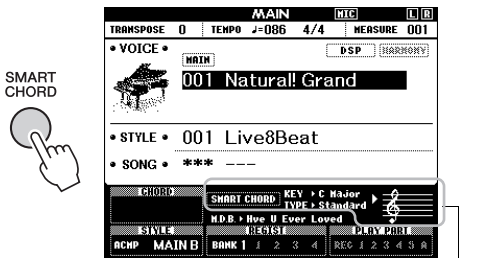 MAIN MIC L R
TRANSPOSE 0 TEMPO ♩=086 4/4 MEASURE 001
• VOICE • DSP HARMONY
MAIN
001 Natural! Grand
SMART
CHORD
• STYLE • 001 Live8Beat
• SONG • *** ---
CHORD SMART CHORD KEY ▸ C Major
TYPE ▸ Standard
M.D.B. ▸ Hve U Ever Loved
STYLE REGIST PLAY PART
ACMP MAIN B BANK 1 1 2 3 4 REC 1 2 3 4 5 A